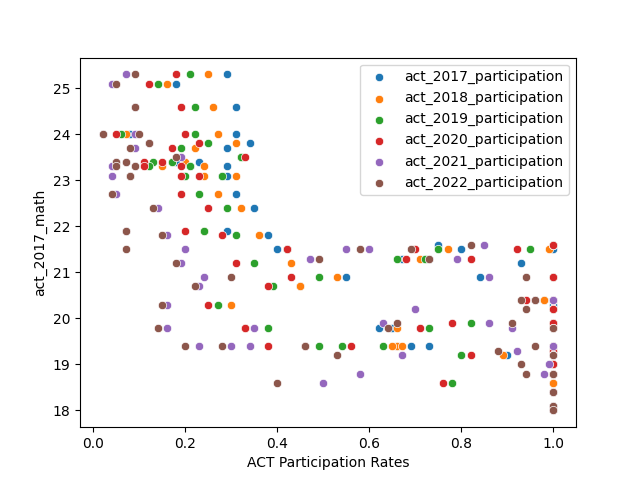 act_2017_participation
act_2018_participation
act_2019_participation
act_2020_participation
act_2021_participation
act_2022_participation
25
24
23
22
21
20
19
18
act_2017_math
0.0 0.2 0.4 0.6 0.8 1.0
ACT Participation Rates